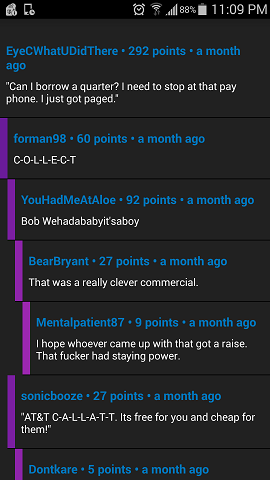 88% 11:09 PM
EyeCWhatUDidThere • 292 points • a month
ago
"Can I borrow a quarter? I need to stop at that pay
phone. I just got paged."
forman98 • 60 points • a month ago
C-O-L-L-E-C-T
YouHadMeAtAloe • 92 points • a month ago
Bob Wehadababyit'saboy
BearBryant • 27 points • a month ago
That was a really clever commercial.
Mentalpatient87 • 9 points • a month ago
I hope whoever came up with that got a raise.
That fucker had staying power.
sonicbooze • 27 points • a month ago
"AT&T C-A-L-L-A-T-T. Its free for you and cheap for
them!"
Dontkare • 5 points • a month ago